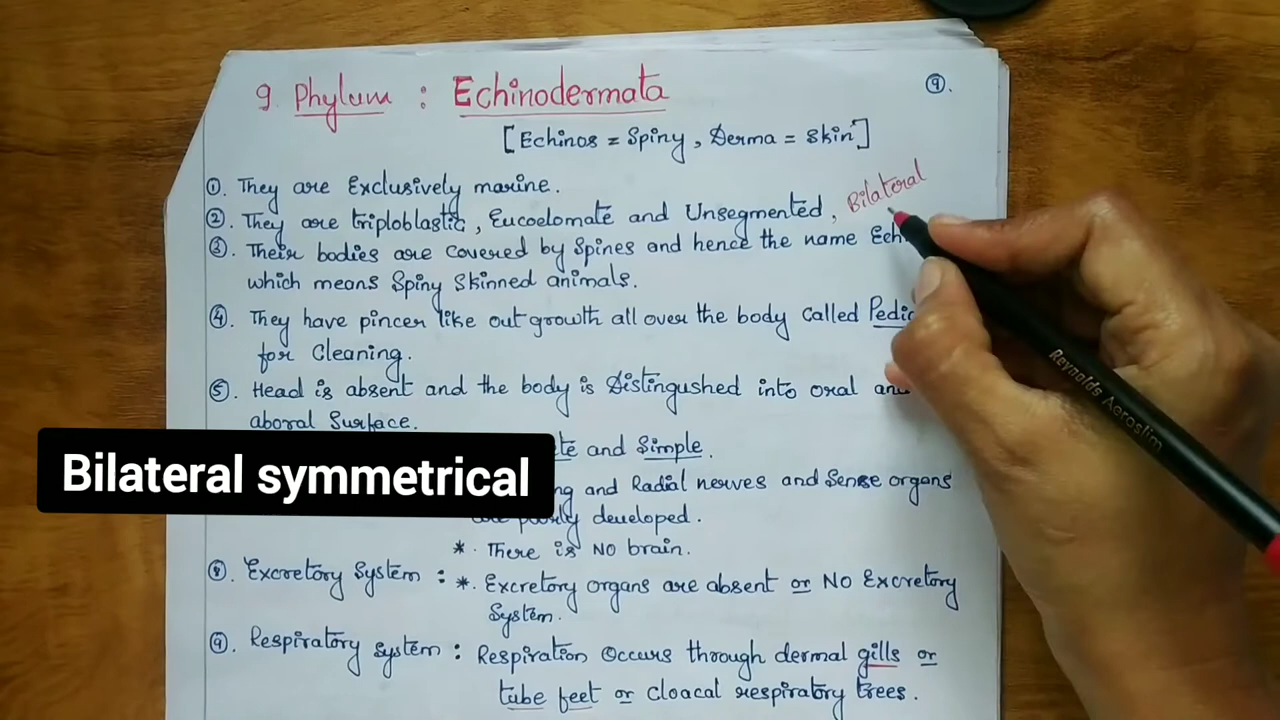 9. Phylum : Echinodermata
9.
[Echinos = Spiny, Derma = Skin]
1. They are Exclusively marine.
2. They are triploblastic, Eucoelomate and Unsegmented, Bilateral
3. Their bodies are covered by Spines and hence the name Ech
which means Spiny Skinned animals.
4. They have pincer like out growth all over the body called Pedic
for Cleaning.
5. Head is absent and the body is Distingushed into oral and
aboral Surface.
ete and Simple.
Bilateral symmetrical
ng and Radial nerves and Sense organs
are poorly developed.
*. There is NO brain.
8. Excretory System : *. Excretory organs are absent or NO Excretory
System.
9. Respiratory System : Respiration Occurs through dermal gills or
tube feet or Cloacal respiratory trees.
Reynolds Aeroslim